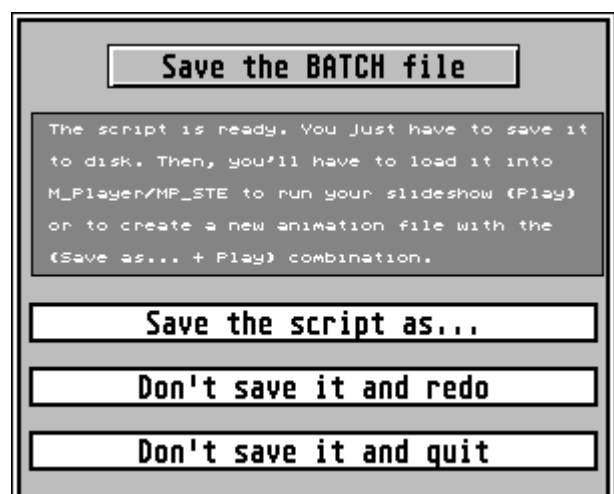 Save the BATCH file
The script is ready. You just have to save it
to disk. Then, you'll have to load it into
M_Player/MP_STE to run your slideshow (Play)
or to create a new animation file with the
(Save as... + Play) combination.
Save the script as...
Don't save it and redo
Don't save it and quit